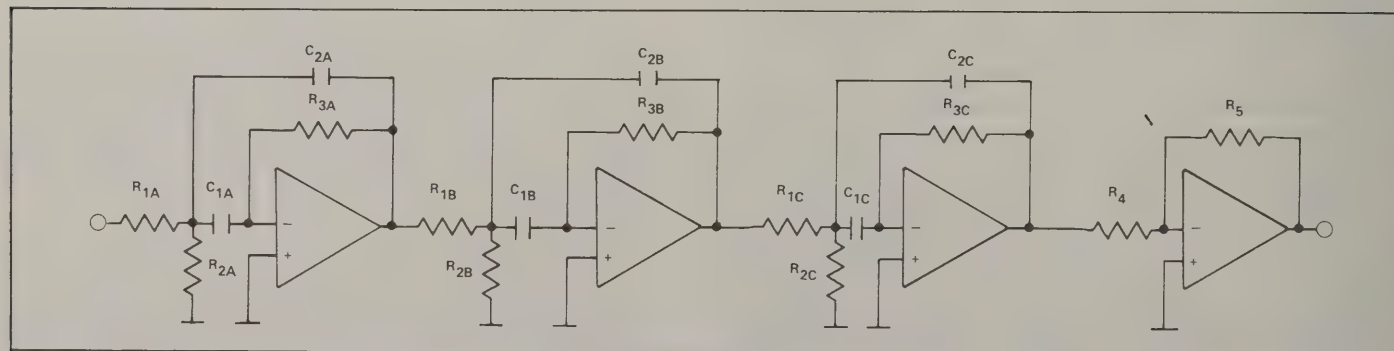 C2A
R3A
R1A
C1A
R2A
−
+
C2B
R3B
R1B
C1B
R2B
−
+
C2C
R3C
R1C
C1C
R2C
−
+
R5
R4
−
+